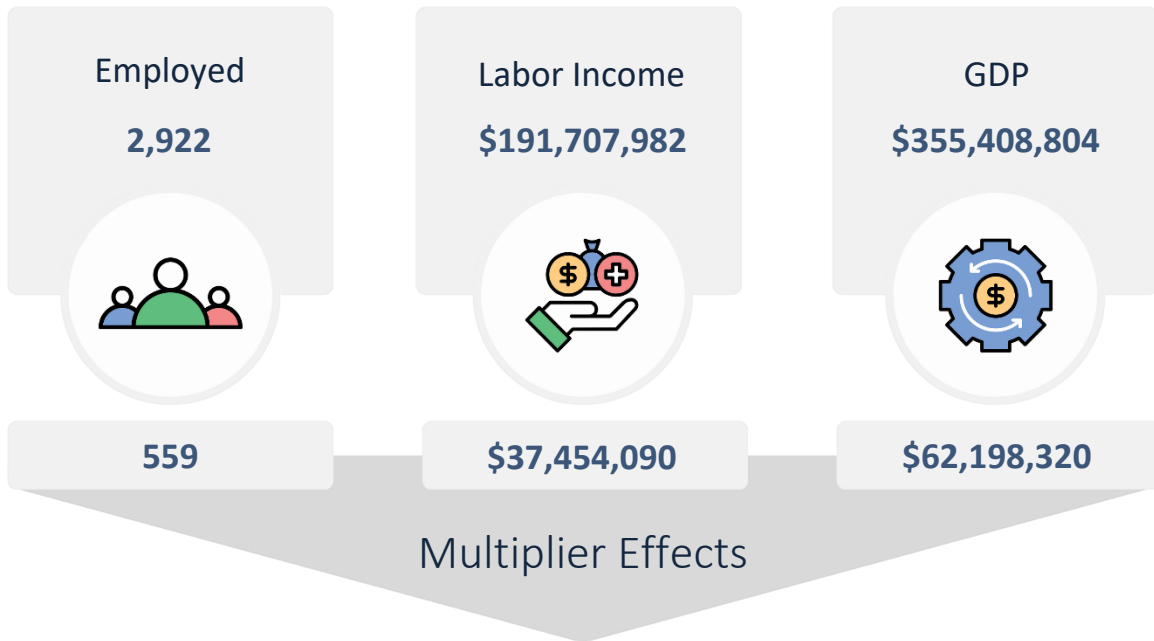 Employed
2,922
Labor Income
$191,707,982
GDP
$355,408,804
$
$
559
$37,454,090
$62,198,320
Multiplier Effects